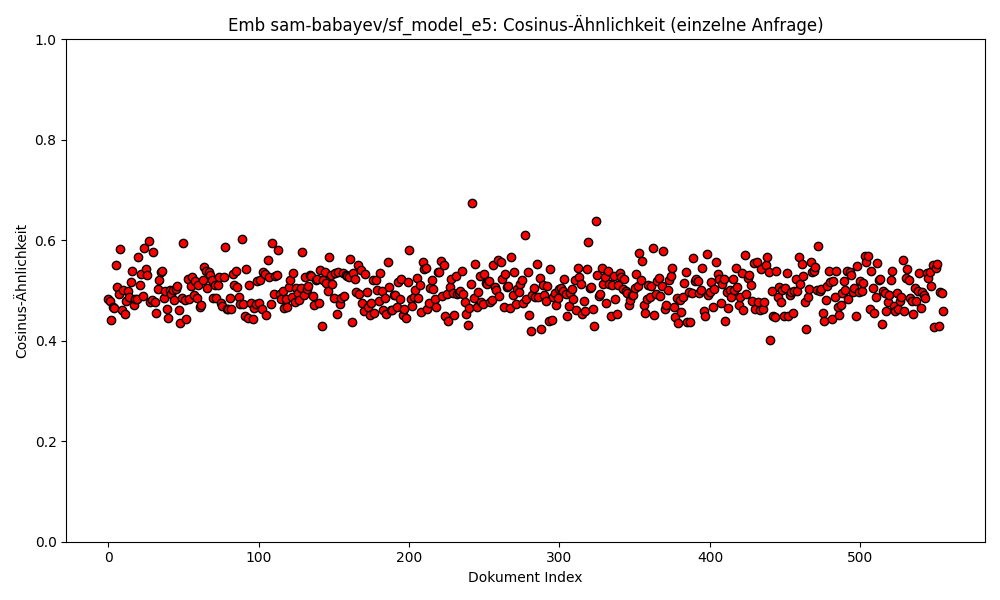 Emb sam-babayev/sf_model_e5: Cosinus-Ähnlichkeit (einzelne Anfrage)
1.0
0.8
0.6
0.4
0.2
0.0
Cosinus-Ähnlichkeit
0 100 200 300 400 500
Dokument Index